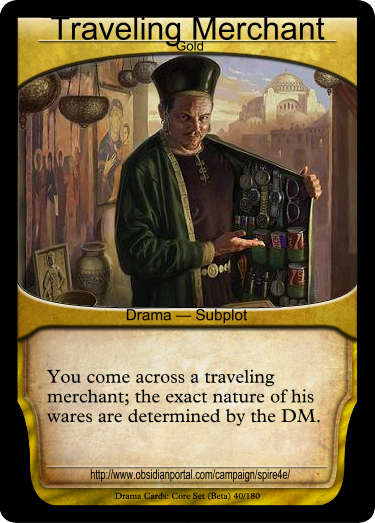 Traveling Merchant
Gold
Drama — Subplot
You come across a traveling
merchant; the exact nature of his
wares are determined by the DM.
http://www.obsidianportal.com/campaign/spire4e/
Drama Cards: Core Set (Beta) 40/180